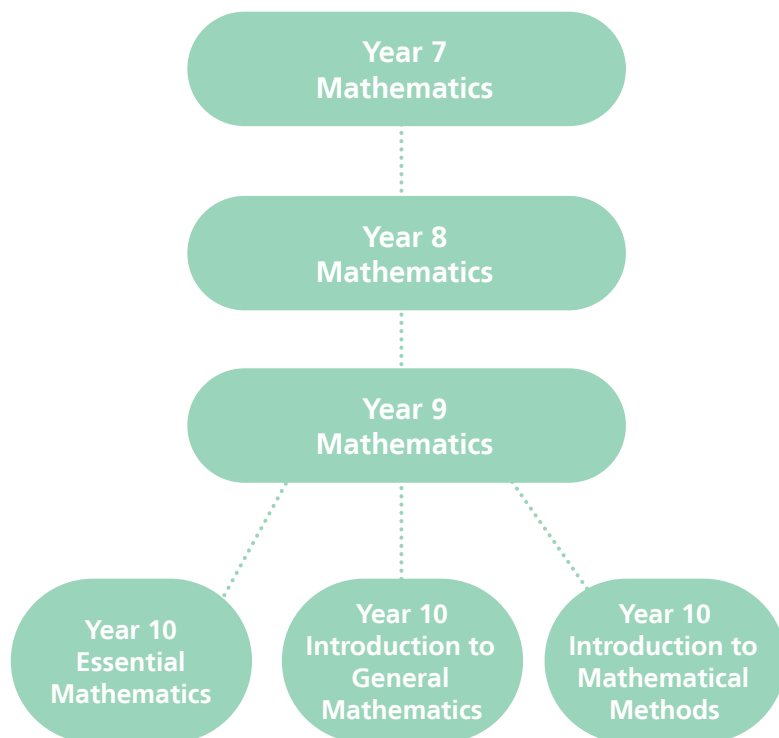 Year 7
Mathematics
Year 8
Mathematics
Year 9
Mathematics
Year 10
Essential
Mathematics
Year 10
Introduction to
General
Mathematics
Year 10
Introduction to
Mathematical
Methods